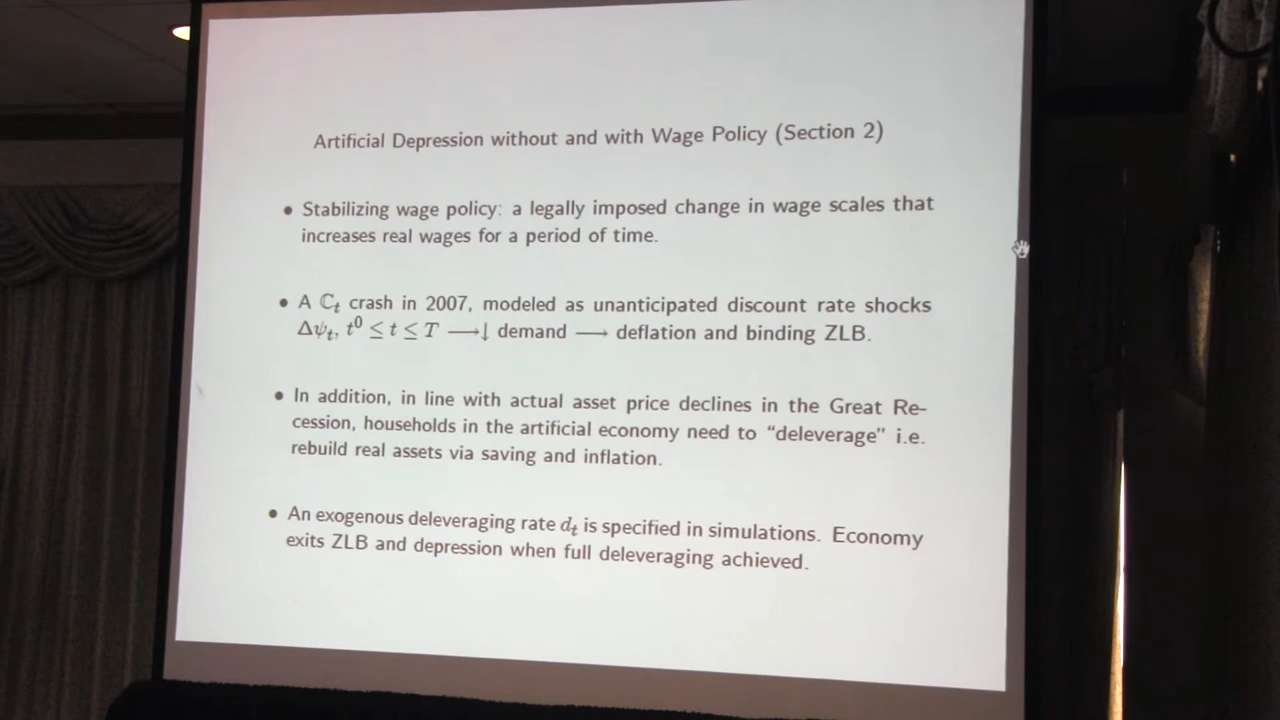 Artificial Depression without and with Wage Policy (Section 2)
• Stabilizing wage policy: a legally imposed change in wage scales that
increases real wages for a period of time.
• A ℂₜ crash in 2007, modeled as unanticipated discount rate shocks
Δψₜ, t⁰ ≤ t ≤ T ⟶↓ demand ⟶ deflation and binding ZLB.
• In addition, in line with actual asset price declines in the Great Re-
cession, households in the artificial economy need to “deleverage” i.e.
rebuild real assets via saving and inflation.
• An exogenous deleveraging rate dₜ is specified in simulations. Economy
exits ZLB and depression when full deleveraging achieved.